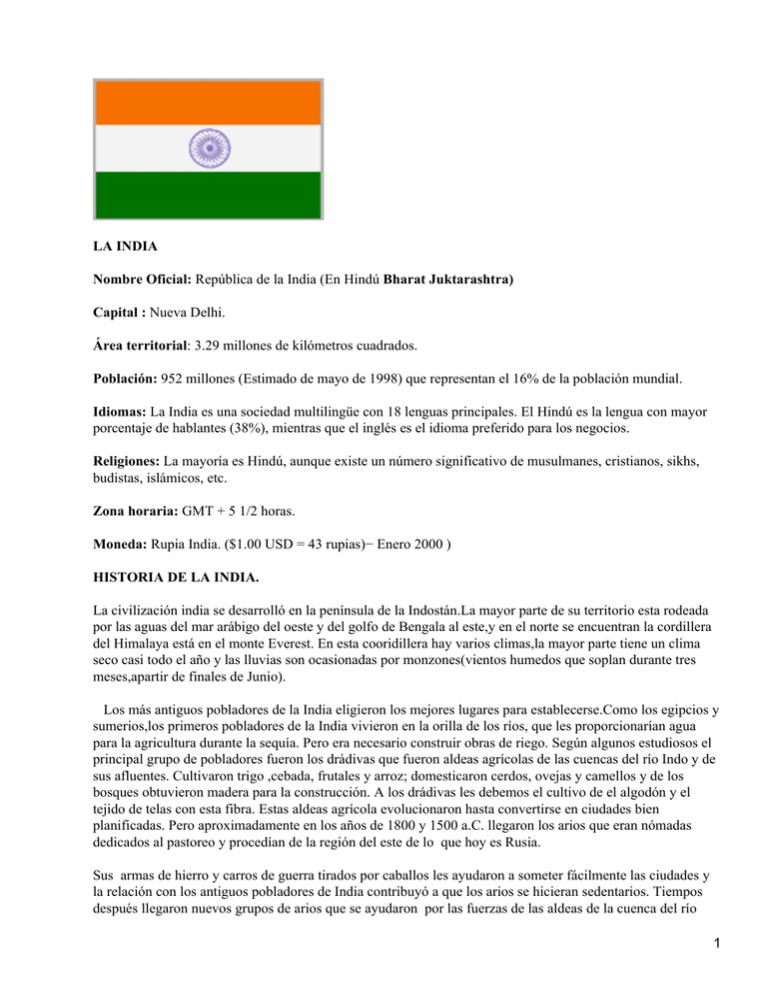 LA INDIA
Nombre Oficial: República de la India (En Hindú Bharat Juktarashtra)
Capital : Nueva Delhi.
Área territorial: 3.29 millones de kilómetros cuadrados.
Población: 952 millones (Estimado de mayo de 1998) que representan el 16% de la población mundial.
Idiomas: La India es una sociedad multilingüe con 18 lenguas principales. El Hindú es la lengua con mayor
porcentaje de hablantes (38%), mientras que el inglés es el idioma preferido para los negocios.
Religiones: La mayoría es Hindú, aunque existe un número significativo de musulmanes, cristianos, sikhs,
budistas, islámicos, etc.
Zona horaria: GMT + 5 1/2 horas.
Moneda: Rupia India. ($1.00 USD = 43 rupias)− Enero 2000 )
HISTORIA DE LA INDIA.
La civilización india se desarrolló en la península de la Indostán.La mayor parte de su territorio esta rodeada
por las aguas del mar arábigo del oeste y del golfo de Bengala al este,y en el norte se encuentran la cordillera
del Himalaya está en el monte Everest. En esta cooridillera hay varios climas,la mayor parte tiene un clima
seco casi todo el año y las lluvias son ocasionadas por monzones(vientos humedos que soplan durante tres
meses,apartir de finales de Junio).
Los más antiguos pobladores de la India eligieron los mejores lugares para establecerse.Como los egipcios y
sumerios,los primeros pobladores de la India vivieron en la orilla de los ríos, que les proporcionarían agua
para la agricultura durante la sequía. Pero era necesario construir obras de riego. Según algunos estudiosos el
principal grupo de pobladores fueron los drádivas que fueron aldeas agrícolas de las cuencas del río Indo y de
sus afluentes. Cultivaron trigo ,cebada, frutales y arroz; domesticaron cerdos, ovejas y camellos y de los
bosques obtuvieron madera para la construcción. A los drádivas les debemos el cultivo de el algodón y el
tejido de telas con esta fibra. Estas aldeas agrícola evolucionaron hasta convertirse en ciudades bien
planificadas. Pero aproximadamente en los años de 1800 y 1500 a.C. llegaron los arios que eran nómadas
dedicados al pastoreo y procedían de la región del este de lo que hoy es Rusia.
Sus armas de hierro y carros de guerra tirados por caballos les ayudaron a someter fácilmente las ciudades y
la relación con los antiguos pobladores de India contribuyó a que los arios se hicieran sedentarios. Tiempos
después llegaron nuevos grupos de arios que se ayudaron por las fuerzas de las aldeas de la cuenca del río
1